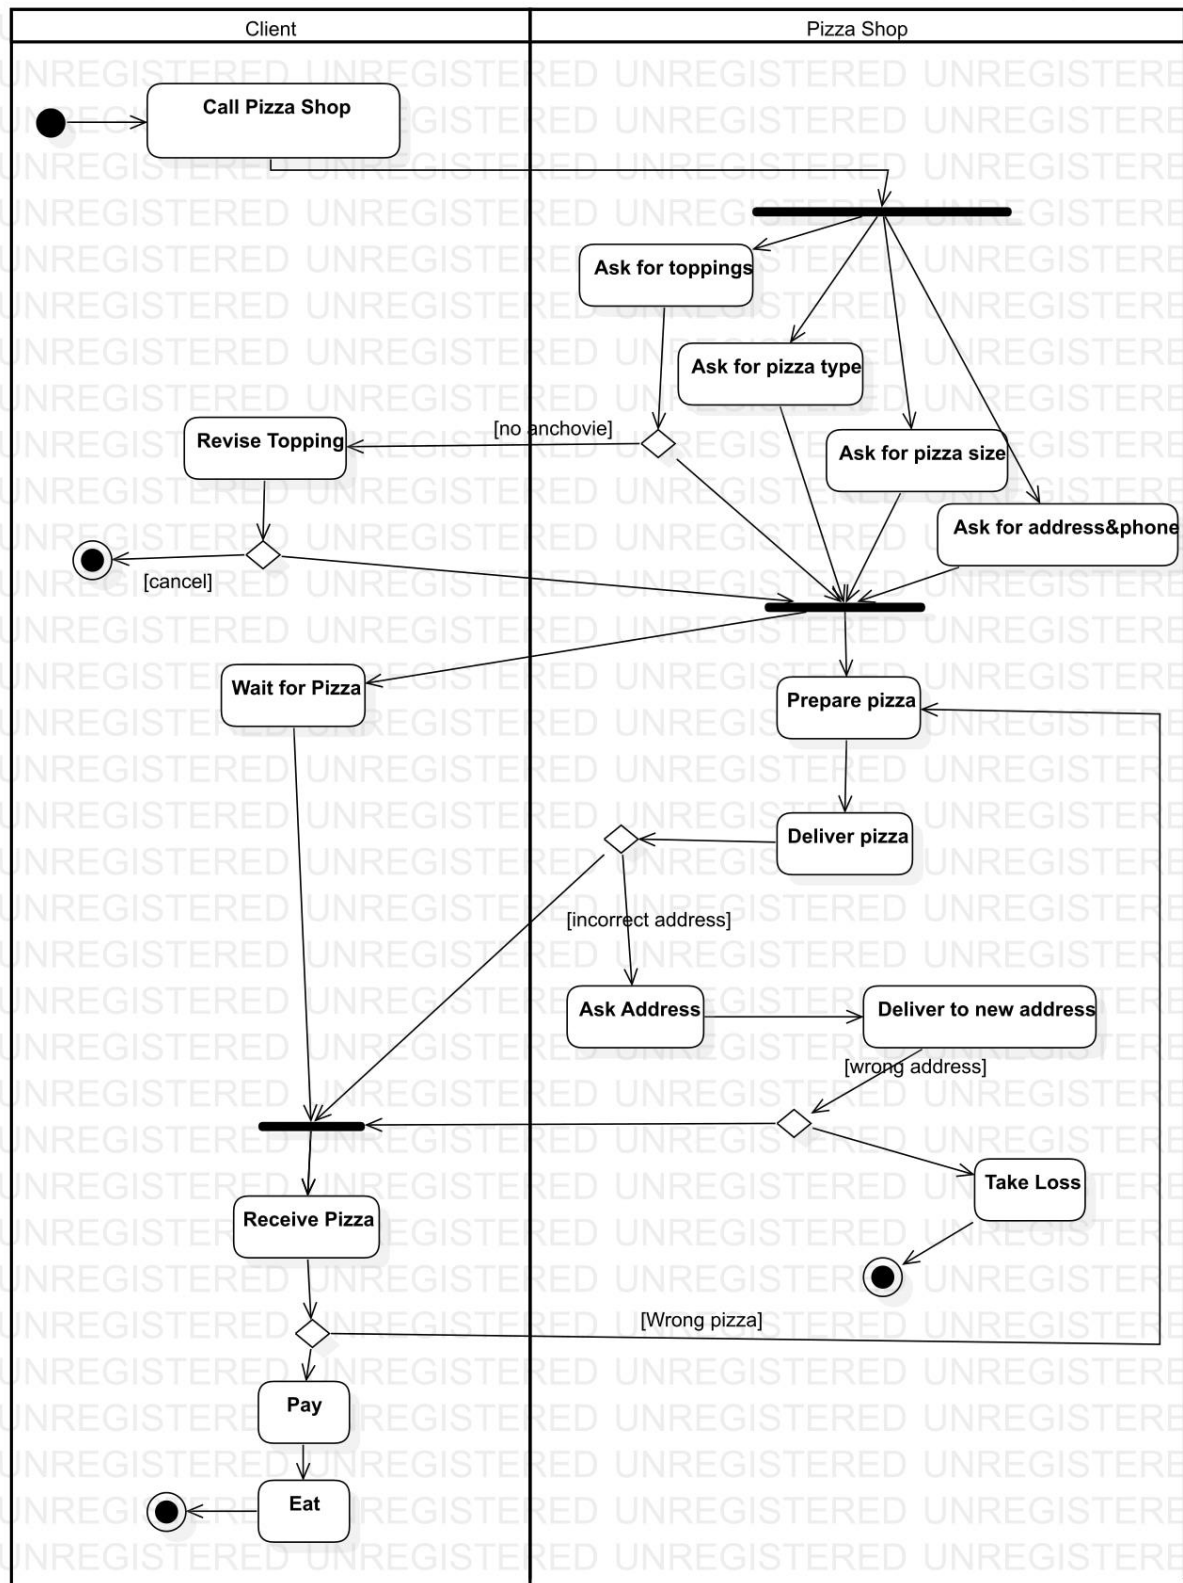 Client
Pizza Shop
Call Pizza Shop
Ask for toppings
Ask for pizza type
[no anchovie]
Revise Topping
Ask for pizza size
Ask for address&phone
[cancel]
Wait for Pizza
Prepare pizza
Deliver pizza
[incorrect address]
Ask Address
Deliver to new address
[wrong address]
Take Loss
Receive Pizza
[Wrong pizza]
Pay
Eat
UNREGISTERED